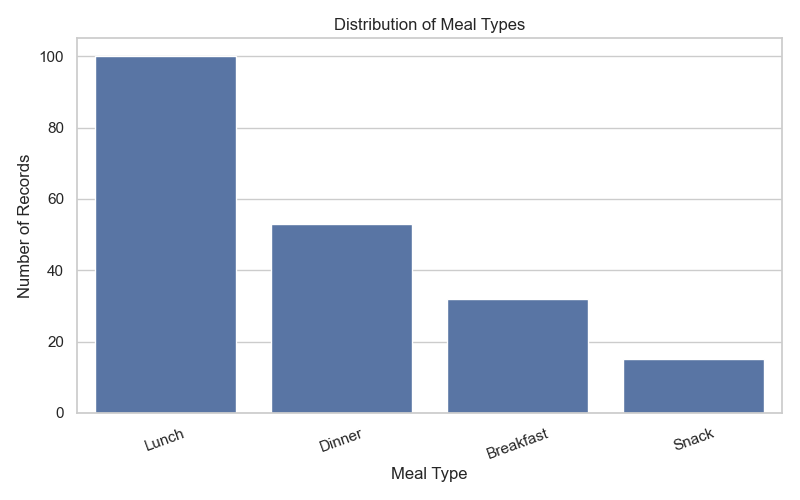 Distribution of Meal Types
Number of Records
100
80
60
40
20
0
Lunch
Dinner
Breakfast
Snack
Meal Type